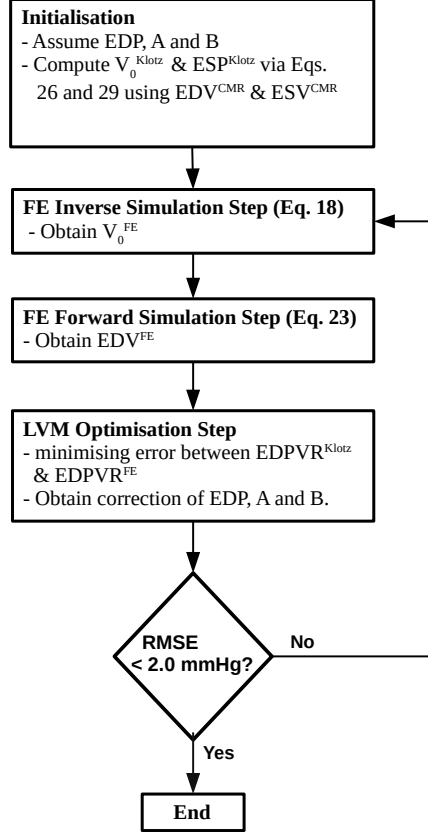 Initialisation
- Assume EDP, A and B
- Compute V₀ᴷˡᵒᵗᶻ & ESPᴷˡᵒᵗᶻ via Eqs.
26 and 29 using EDVᶜᴹᴿ & ESVᶜᴹᴿ
FE Inverse Simulation Step (Eq. 18)
- Obtain V₀ᶠᴱ
FE Forward Simulation Step (Eq. 23)
- Obtain EDVᶠᴱ
LVM Optimisation Step
- minimising error between EDPVRᴷˡᵒᵗᶻ
& EDPVRᶠᴱ
- Obtain correction of EDP, A and B.
RMSE
< 2.0 mmHg?
No
Yes
End